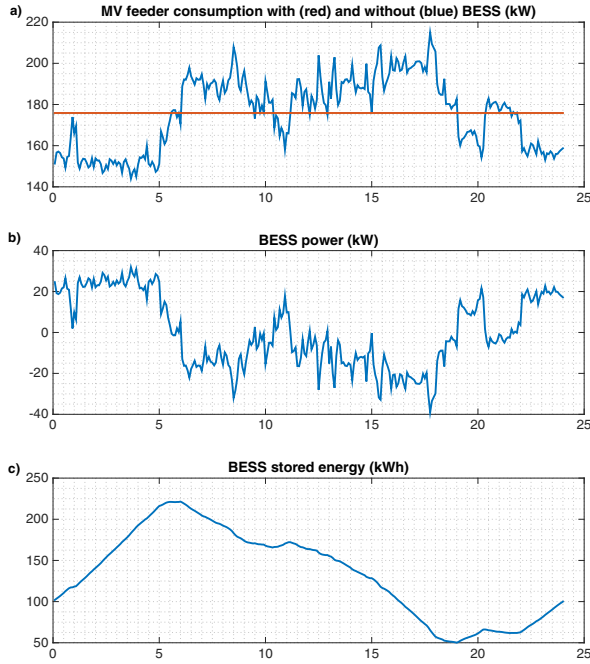 a)
MV feeder consumption with (red) and without (blue) BESS (kW)
220
200
180
160
140
0 5 10 15 20 25
b)
BESS power (kW)
40
20
0
-20
-40
0 5 10 15 20 25
c)
BESS stored energy (kWh)
250
200
150
100
50
0 5 10 15 20 25